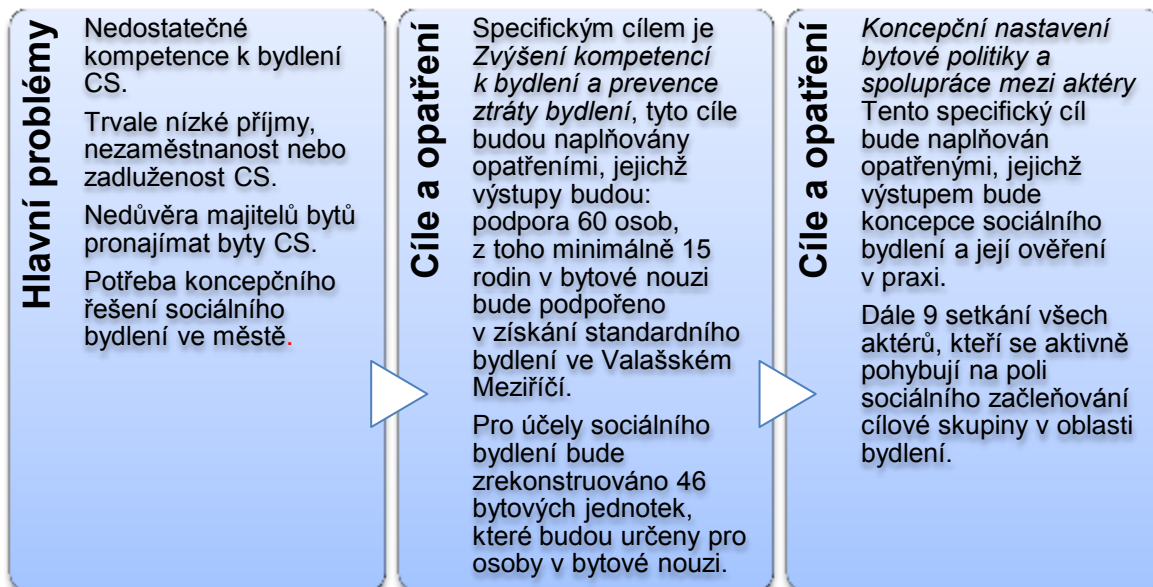 Hlavní problémy
Nedostatečné
kompetence k bydlení
CS.
Trvale nízké příjmy,
nezaměstnanost nebo
zadluženost CS.
Nedůvěra majitelů bytů
pronajímat byty CS.
Potřeba koncepčního
řešení sociálního
bydlení ve městě.
Cíle a opatření
Specifickým cílem je
Zvýšení kompetencí
k bydlení a prevence
ztráty bydlení, tyto cíle
budou naplňovány
opatřeními, jejichž
výstupy budou:
podpora 60 osob,
z toho minimálně 15
rodin v bytové nouzi
bude podpořeno
v získání standardního
bydlení ve Valašském
Meziříčí.
Pro účely sociálního
bydlení bude
zrekonstruováno 46
bytových jednotek,
které budou určeny pro
osoby v bytové nouzi.
Cíle a opatření
Koncepční nastavení
bytové politiky a
spolupráce mezi aktéry
Tento specifický cíl
bude naplňován
opatřenými, jejichž
výstupem bude
koncepce sociálního
bydlení a její ověření
v praxi.
Dále 9 setkání všech
aktérů, kteří se aktivně
pohybují na poli
sociálního začleňování
cílové skupiny v oblasti
bydlení.